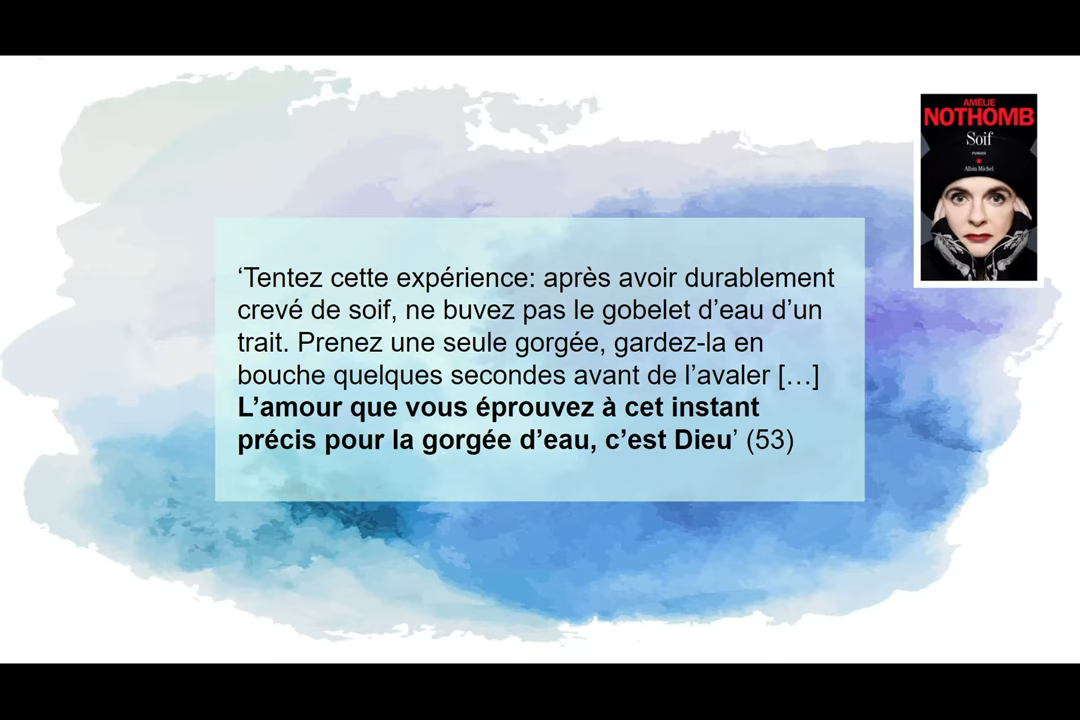 AMÉLIE
NOTHOMB
Soif
ROMAN
Albin Michel
‘Tentez cette expérience: après avoir durablement
crevé de soif, ne buvez pas le gobelet d’eau d’un
trait. Prenez une seule gorgée, gardez-la en
bouche quelques secondes avant de l’avaler […]
L’amour que vous éprouvez à cet instant
précis pour la gorgée d’eau, c’est Dieu’ (53)